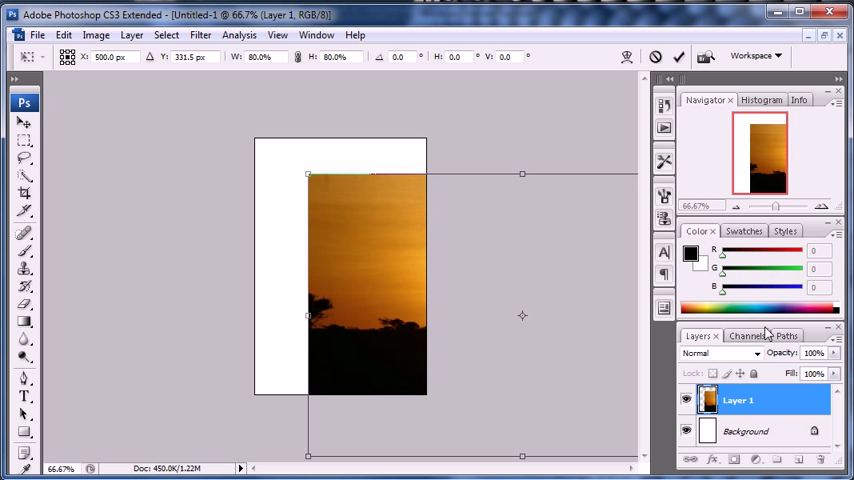 Ps Adobe Photoshop CS3 Extended - [Untitled-1 @ 66.7% (Layer 1, RGB/8)]
File Edit Image Layer Select Filter Analysis View Window Help
X: 500.0 px Y: 331.5 px W: 80.0% H: 80.0% 0.0 ° H: 0.0 ° V: 0.0 ° Workspace
Ps
Navigator × Histogram Info
66.67%
Color × Swatches Styles
R 0
G 0
B 0
T
A
Layers × Channels Paths
Normal Opacity: 100%
Lock: Fill: 100%
Layer 1
Background
66.67% Doc: 450.0K/1.22M